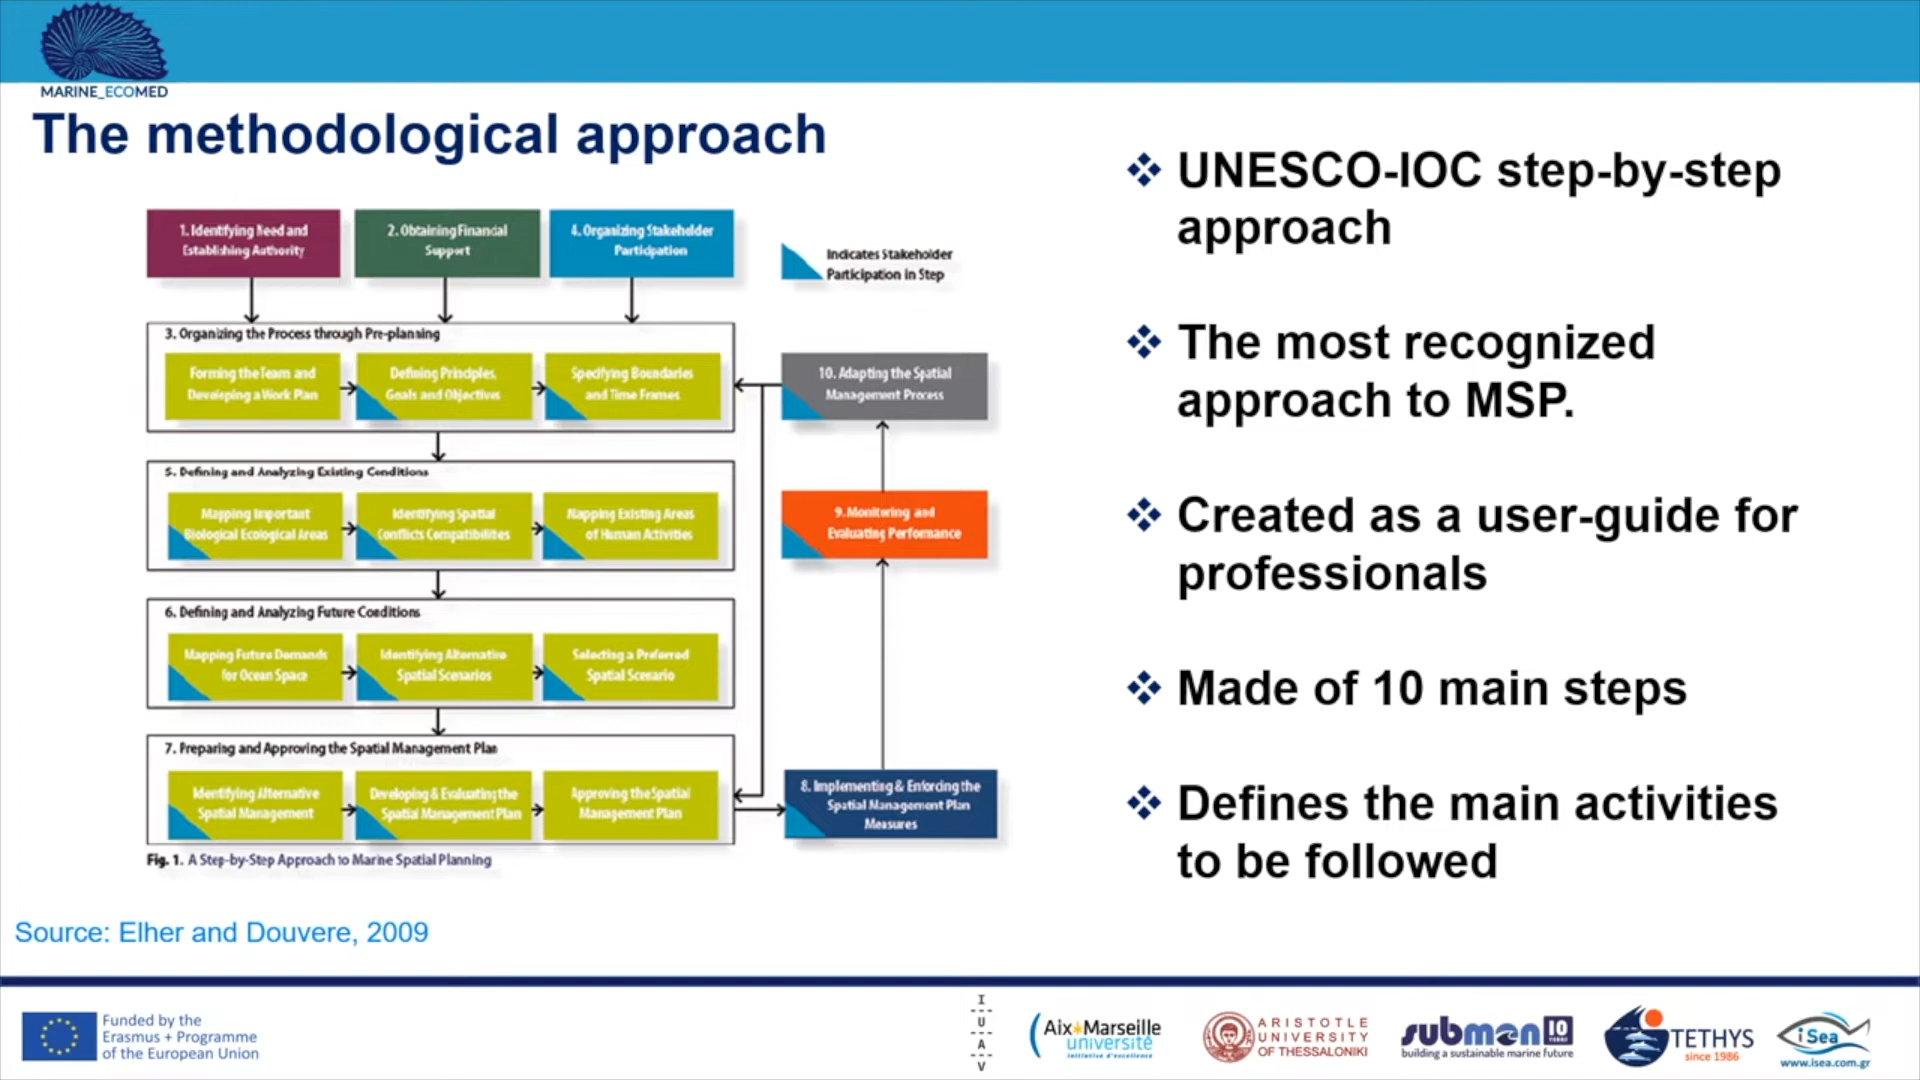 MARINE_ECOMED
The methodological approach
1. Identifying Need and
Establishing Authority
2. Obtaining Financial
Support
4. Organizing Stakeholder
Participation
Indicates Stakeholder
Participation in Step
3. Organizing the Process through Pre-planning
Forming the Team and
Developing a Work Plan
Defining Principles,
Goals and Objectives
Specifying Boundaries
and Time Frames
10. Adapting the Spatial
Management Process
5. Defining and Analyzing Existing Conditions
Mapping Important
Biological Ecological Areas
Identifying Spatial
Conflicts Compatibilites
Mapping Existing Areas
of Human Activities
9. Monitoring and
Evaluating Performance
6. Defining and Analyzing Future Conditions
Mapping Future Demands
for Ocean Space
Identifying Alternative
Spatial Scenarios
Selecting a Preferred
Spatial Scenario
7. Preparing and Approving the Spatial Management Plan
Identifying Alternative
Spatial Management
Developing & Evaluating the
Spatial Management Plan
Approving the Spatial
Management Plan
8. Implementing & Enforcing the
Spatial Management Plan
Measures
Fig. 1. A Step-by-Step Approach to Marine Spatial Planning
Source: Elher and Douvere, 2009
❖ UNESCO-IOC step-by-step
approach
❖ The most recognized
approach to MSP.
❖ Created as a user-guide for
professionals
❖ Made of 10 main steps
❖ Defines the main activities
to be followed
Funded by the
Erasmus + Programme
of the European Union
I
U
A
V
Aix*Marseille
université
initiative d'excellence
ARISTOTLE
UNIVERSITY
OF THESSALONIKI
submon 10
YEARS
building a sustainable marine future
TETHYS
since 1986
iSea
www.isea.com.gr